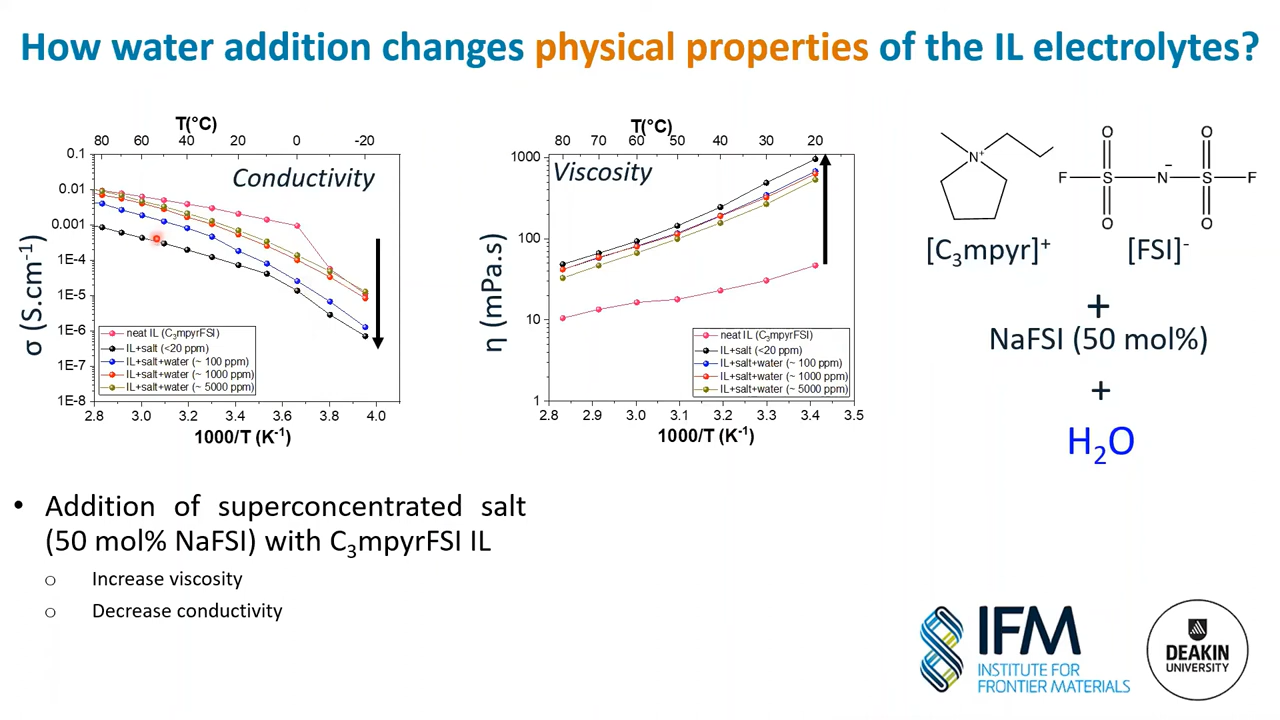 How water addition changes physical properties of the IL electrolytes?
T(°C)
80 60 40 20 0 -20
Conductivity
0.1
0.01
0.001
1E-4
1E-5
1E-6
1E-7
1E-8
σ (S.cm⁻¹)
neat IL (C₃mpyrFSI)
IL+salt (<20 ppm)
IL+salt+water (~ 100 ppm)
IL+salt+water (~ 1000 ppm)
IL+salt+water (~ 5000 ppm)
2.8 3.0 3.2 3.4 3.6 3.8 4.0
1000/T (K⁻¹)
T(°C)
80 70 60 50 40 30 20
Viscosity
1000
100
10
1
η (mPa.s)
neat IL (C₃mpyrFSI)
IL+salt (<20 ppm)
IL+salt+water (~ 100 ppm)
IL+salt+water (~ 1000 ppm)
IL+salt+water (~ 5000 ppm)
2.8 2.9 3.0 3.1 3.2 3.3 3.4 3.5
1000/T (K⁻¹)
N⁺
O O
F S N⁻ S F
O O
[C₃mpyr]⁺ [FSI]⁻
+
NaFSI (50 mol%)
+
H₂O
• Addition of superconcentrated salt
(50 mol% NaFSI) with C₃mpyrFSI IL
o Increase viscosity
o Decrease conductivity
IFM
INSTITUTE FOR
FRONTIER MATERIALS
DEAKIN
UNIVERSITY